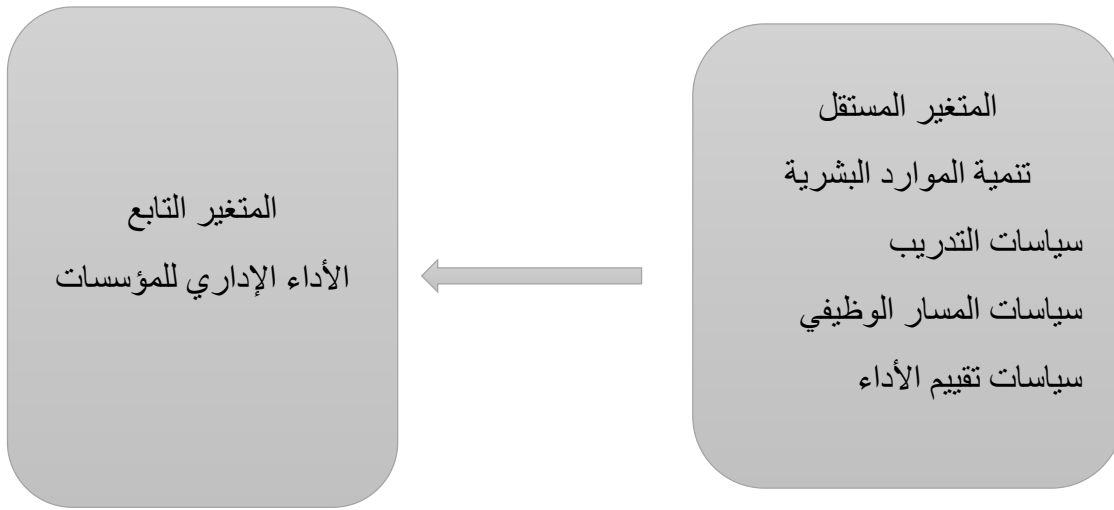 المتغير المستقل
تنمية الموارد البشرية
سياسات التدريب
سياسات المسار الوظيفي
سياسات تقييم الأداء
المتغير التابع
الأداء الإداري للمؤسسات